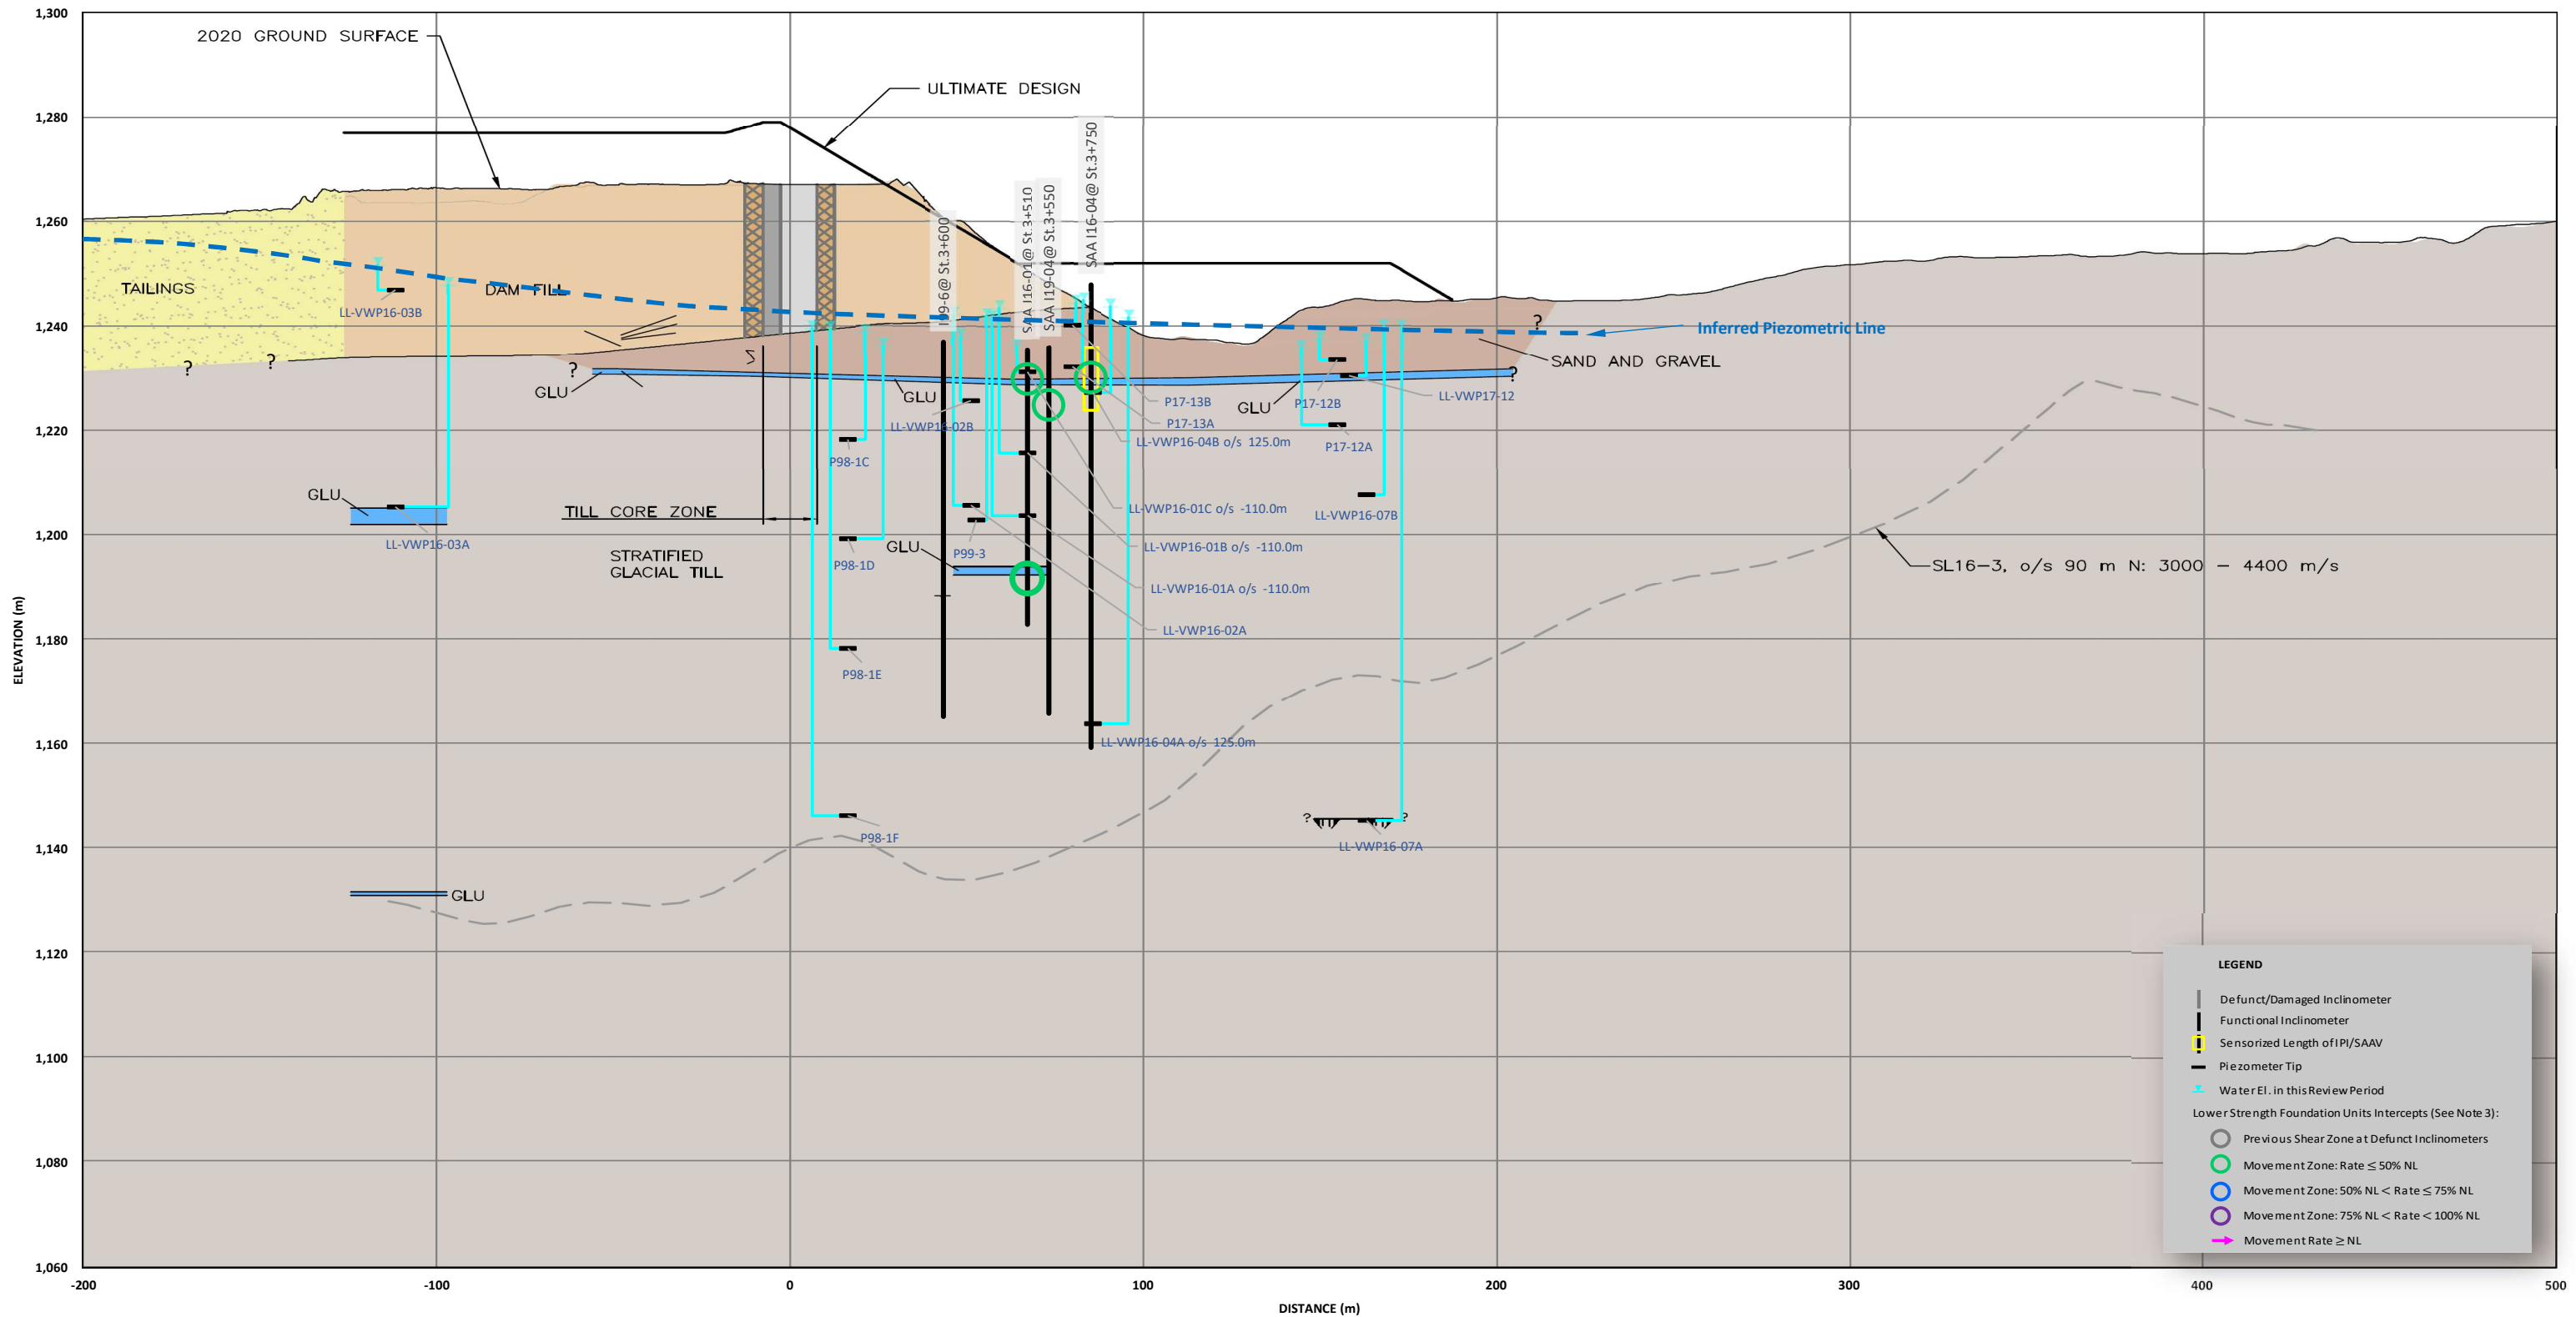 1,300
1,280
1,260
1,240
1,220
1,200
1,180
1,160
1,140
1,120
1,100
1,080
1,060
ELEVATION (m)
-200
-100
0
100
200
300
400
500
DISTANCE (m)
2020 GROUND SURFACE
ULTIMATE DESIGN
I99-6@ St.3+600
SAA I16-01@ St.3+510
SAA I19-04@ St.3+550
SAA I16-04@ St.3+750
TAILINGS
DAM FILL
LL-VWP16-03B
?
?
?
?
?
Inferred Piezometric Line
SAND AND GRAVEL
GLU
GLU
GLU
LL-VWP16-02B
P17-13B
P17-13A
LL-VWP16-04B o/s 125.0m
P17-12B
LL-VWP17-12
P17-12A
P98-1C
GLU
LL-VWP16-03A
TILL CORE ZONE
STRATIFIED
GLACIAL TILL
P98-1D
GLU
P99-3
LL-VWP16-01C o/s -110.0m
LL-VWP16-01B o/s -110.0m
LL-VWP16-01A o/s -110.0m
LL-VWP16-02A
LL-VWP16-07B
SL16-3, o/s 90 m N: 3000 - 4400 m/s
P98-1E
LL-VWP16-04A o/s 125.0m
P98-1F
? ?
LL-VWP16-07A
GLU
LEGEND
Defunct/Damaged Inclinometer
Functional Inclinometer
Sensorized Length of IPI/SAAV
Piezometer Tip
Water El. in this Review Period
Lower Strength Foundation Units Intercepts (See Note 3):
Previous Shear Zone at Defunct Inclinometers
Movement Zone: Rate ≤ 50% NL
Movement Zone: 50% NL < Rate ≤ 75% NL
Movement Zone: 75% NL < Rate < 100% NL
Movement Rate ≥ NL